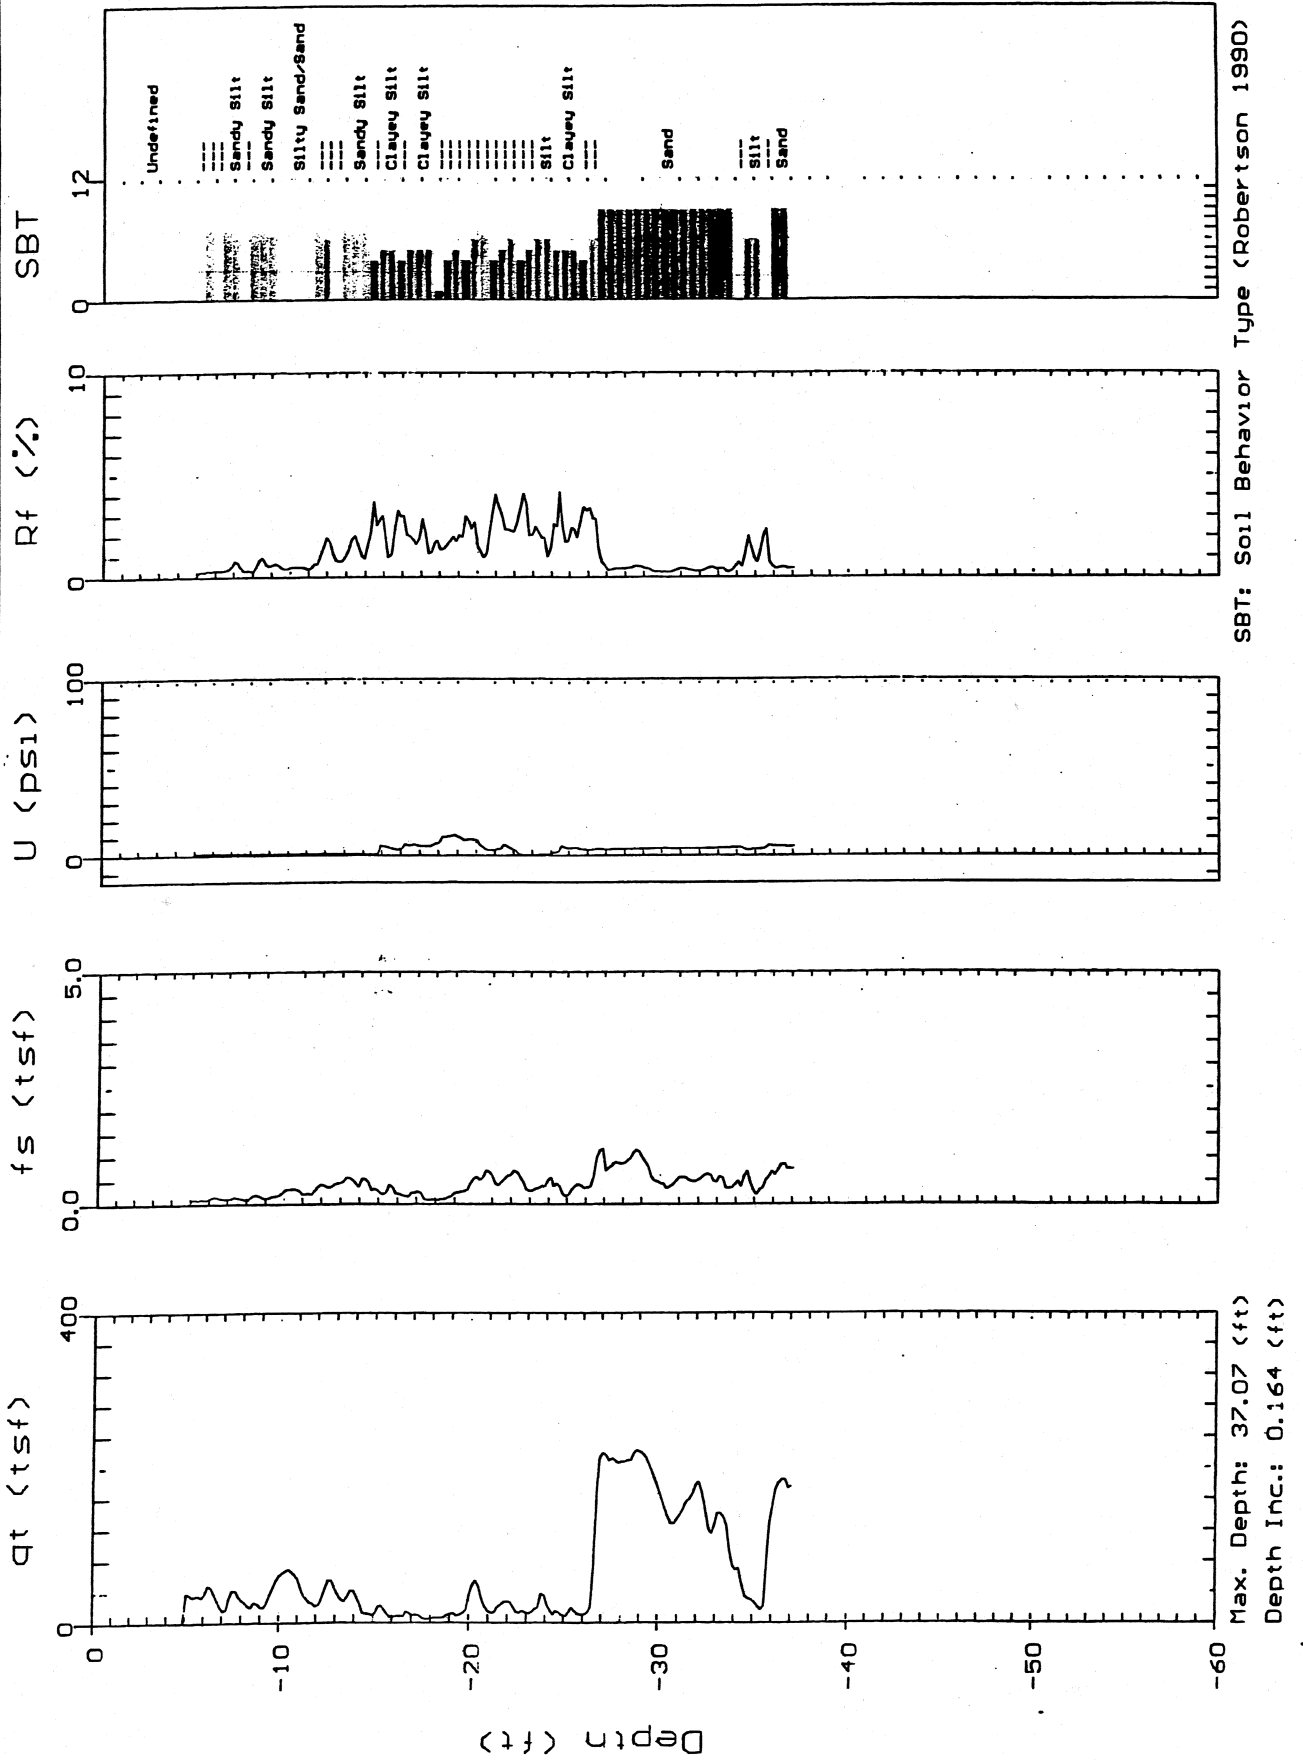 qt (tsf)
fs (tsf)
U (psi)
Rf (%)
SBT
0
400
0.0
5.0
0
100
0
10
0
12
Depth (ft)
0
-10
-20
-30
-40
-50
-60
Undefined
Sandy Silt
Sandy Silt
Silty Sand/Sand
Sandy Silt
Clayey Silt
Clayey Silt
Silt
Clayey Silt
Sand
Silt
Sand
Max. Depth: 37.07 (ft)
Depth Inc.: 0.164 (ft)
SBT: Soil Behavior Type (Robertson 1990)